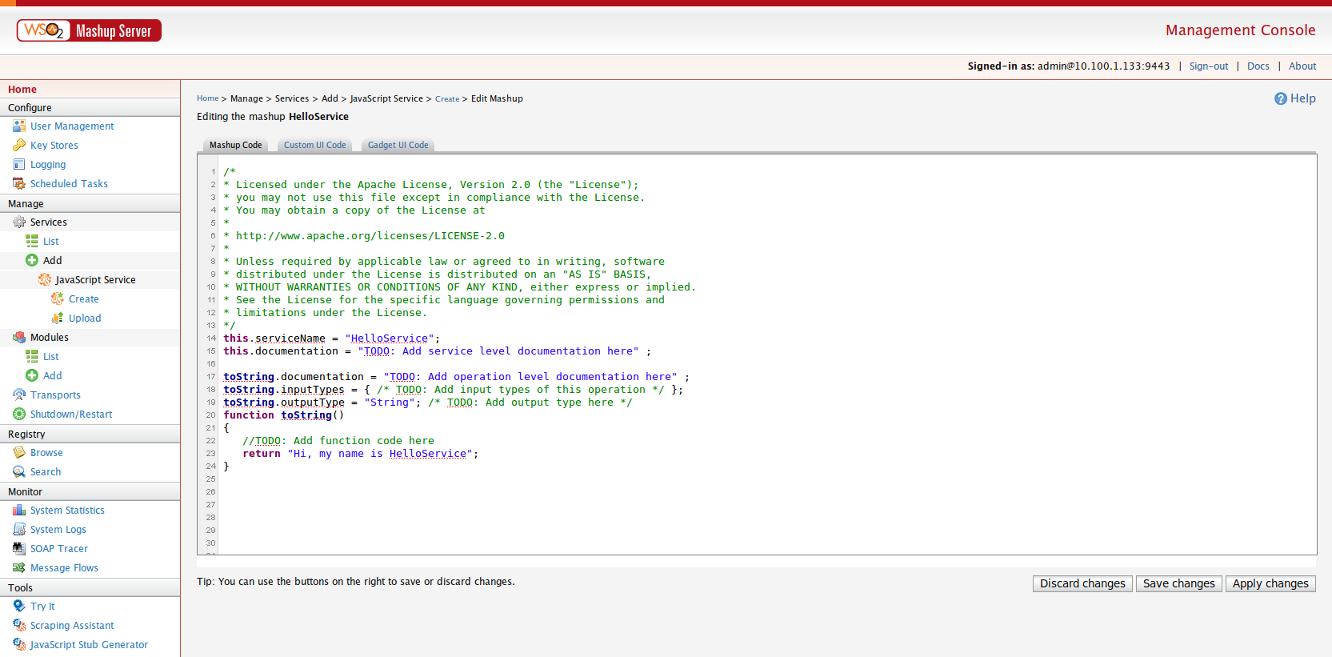 WSO2 Mashup Server
Management Console
Signed-in as: admin@10.100.1.133:9443 | Sign-out | Docs | About
Home
Configure
User Management
Key Stores
Logging
Scheduled Tasks
Manage
Services
List
Add
JavaScript Service
Create
Upload
Modules
List
Add
Transports
Shutdown/Restart
Registry
Browse
Search
Monitor
System Statistics
System Logs
SOAP Tracer
Message Flows
Tools
Try It
Scraping Assistant
JavaScript Stub Generator
Home > Manage > Services > Add > JavaScript Service > Create > Edit Mashup
Help
Editing the mashup HelloService
Mashup Code Custom UI Code Gadget UI Code
1 /*
2 * Licensed under the Apache License, Version 2.0 (the "License");
3 * you may not use this file except in compliance with the License.
4 * You may obtain a copy of the License at
5 *
6 * http://www.apache.org/licenses/LICENSE-2.0
7 *
8 * Unless required by applicable law or agreed to in writing, software
9 * distributed under the License is distributed on an "AS IS" BASIS,
10 * WITHOUT WARRANTIES OR CONDITIONS OF ANY KIND, either express or implied.
11 * See the License for the specific language governing permissions and
12 * limitations under the License.
13 */
14 this.serviceName = "HelloService";
15 this.documentation = "TODO: Add service level documentation here" ;
16
17 toString.documentation = "TODO: Add operation level documentation here" ;
18 toString.inputTypes = { /* TODO: Add input types of this operation */ };
19 toString.outputType = "String"; /* TODO: Add output type here */
20 function toString()
21 {
22 //TODO: Add function code here
23 return "Hi, my name is HelloService";
24 }
25
26
27
28
29
30
Tip: You can use the buttons on the right to save or discard changes.
Discard changes Save changes Apply changes